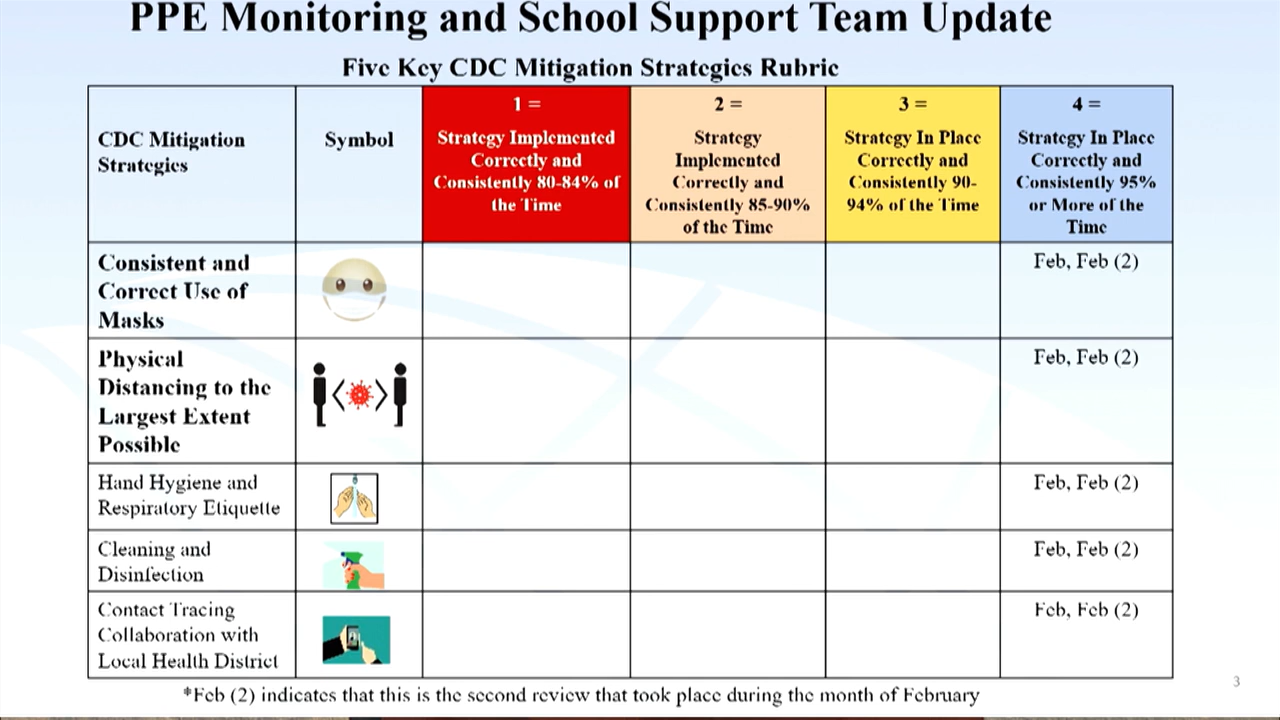 PPE Monitoring and School Support Team Update
Five Key CDC Mitigation Strategies Rubric
CDC Mitigation
Strategies
Symbol
1 =
Strategy Implemented
Correctly and
Consistently 80-84% of
the Time
2 =
Strategy
Implemented
Correctly and
Consistently 85-90%
of the Time
3 =
Strategy In Place
Correctly and
Consistently 90-
94% of the Time
4 =
Strategy In Place
Correctly and
Consistently 95%
or More of the
Time
Consistent and
Correct Use of
Masks
Feb, Feb (2)
Physical
Distancing to the
Largest Extent
Possible
Feb, Feb (2)
Hand Hygiene and
Respiratory Etiquette
Feb, Feb (2)
Cleaning and
Disinfection
Feb, Feb (2)
Contact Tracing
Collaboration with
Local Health District
Feb, Feb (2)
*Feb (2) indicates that this is the second review that took place during the month of February
3